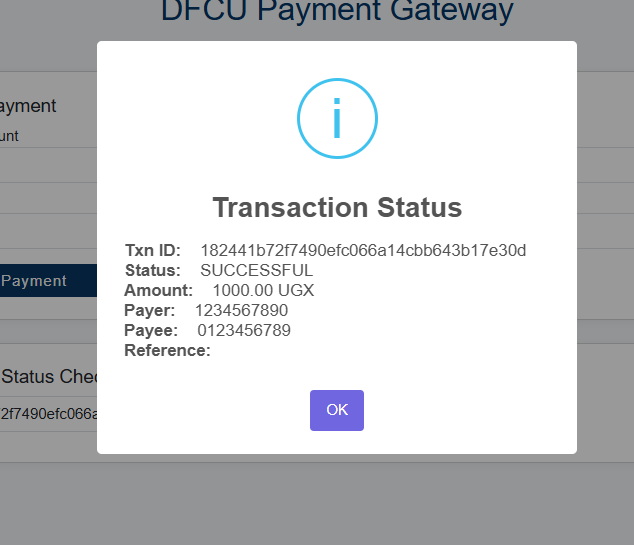 DFCU Payment Gateway
ayment
unt
i
Transaction Status
Txn ID: 182441b72f7490efc066a14cbb643b17e30d
Status: SUCCESSFUL
Amount: 1000.00 UGX
Payer: 1234567890
Payee: 0123456789
Reference:
Payment
Status Chec
2f7490efc066a
OK